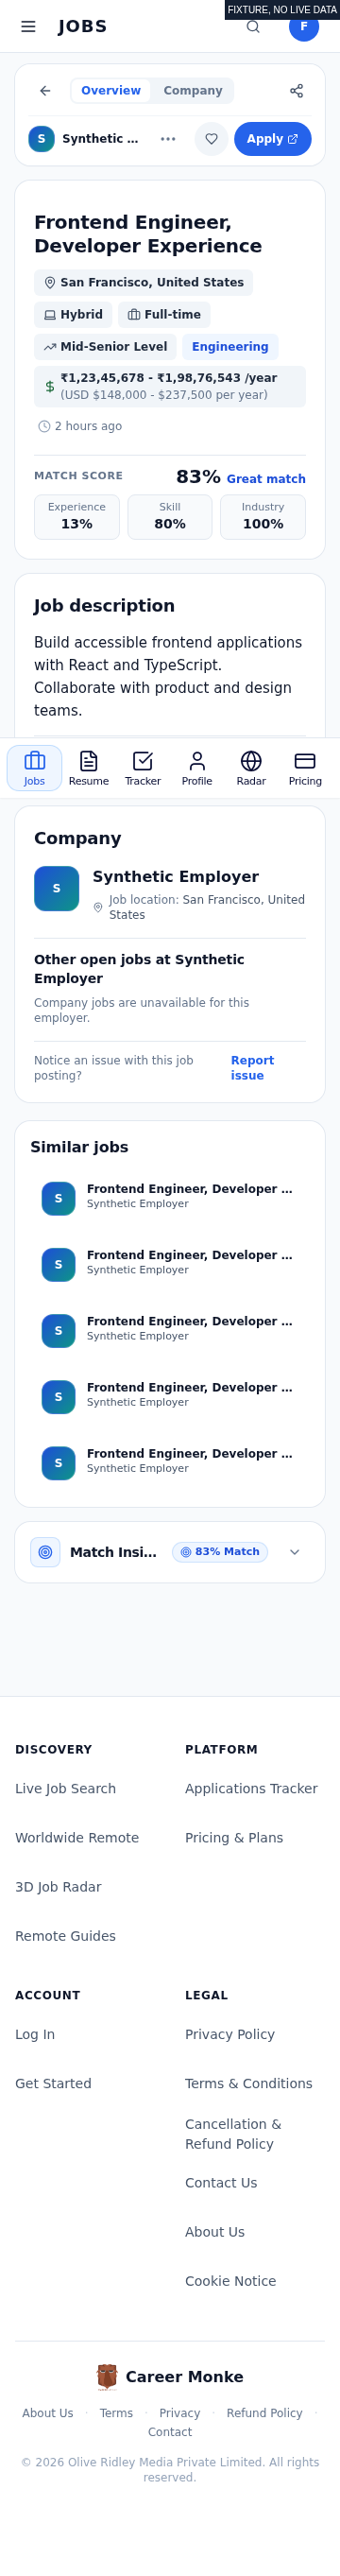 FIXTURE, NO LIVE DATA
JOBS
F
Overview
Company
S
Synthetic ...
Apply
Frontend Engineer,
Developer Experience
San Francisco, United States
Hybrid
Full-time
Mid-Senior Level
Engineering
₹1,23,45,678 - ₹1,98,76,543 /year
(USD $148,000 - $237,500 per year)
2 hours ago
MATCH SCORE
83% Great match
Experience
13%
Skill
80%
Industry
100%
Job description
Build accessible frontend applications
with React and TypeScript.
Collaborate with product and design
teams.
Jobs
Resume
Tracker
Profile
Radar
Pricing
Company
S
Synthetic Employer
Job location: San Francisco, United
States
Other open jobs at Synthetic
Employer
Company jobs are unavailable for this
employer.
Notice an issue with this job
posting?
Report
issue
Similar jobs
S
Frontend Engineer, Developer ...
Synthetic Employer
S
Frontend Engineer, Developer ...
Synthetic Employer
S
Frontend Engineer, Developer ...
Synthetic Employer
S
Frontend Engineer, Developer ...
Synthetic Employer
S
Frontend Engineer, Developer ...
Synthetic Employer
Match Insi...
83% Match
DISCOVERY
Live Job Search
Worldwide Remote
3D Job Radar
Remote Guides
PLATFORM
Applications Tracker
Pricing & Plans
ACCOUNT
Log In
Get Started
LEGAL
Privacy Policy
Terms & Conditions
Cancellation &
Refund Policy
Contact Us
About Us
Cookie Notice
Career Monke
About Us · Terms · Privacy · Refund Policy ·
Contact
© 2026 Olive Ridley Media Private Limited. All rights
reserved.